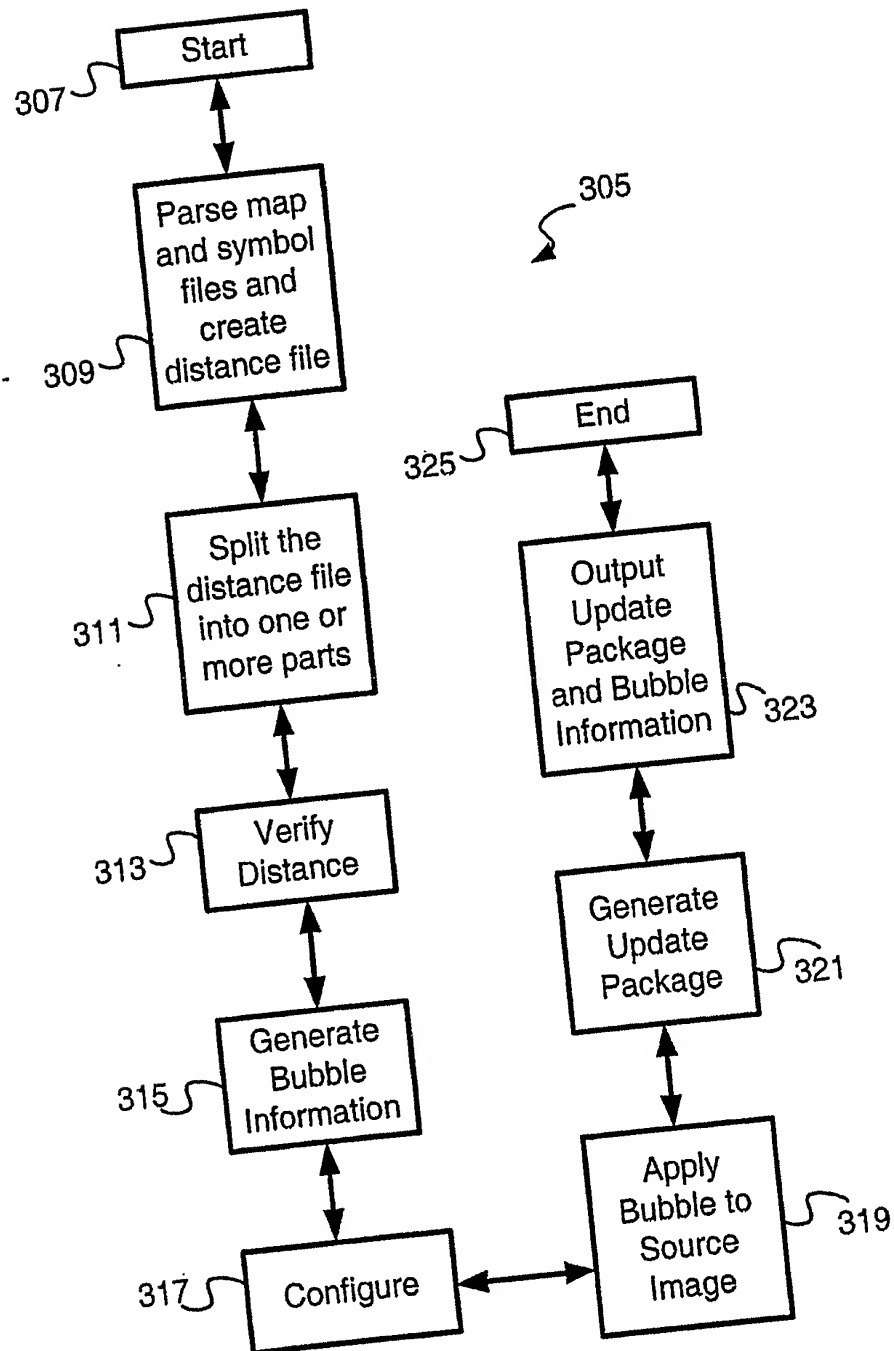 Start
307
305
Parse map
and symbol
files and
create
distance file
309
Split the
distance file
into one or
more parts
311
Verify
Distance
313
Generate
Bubble
Information
315
Configure
317
Apply
Bubble to
Source
Image
319
Generate
Update
Package
321
Output
Update
Package
and Bubble
Information
323
End
325